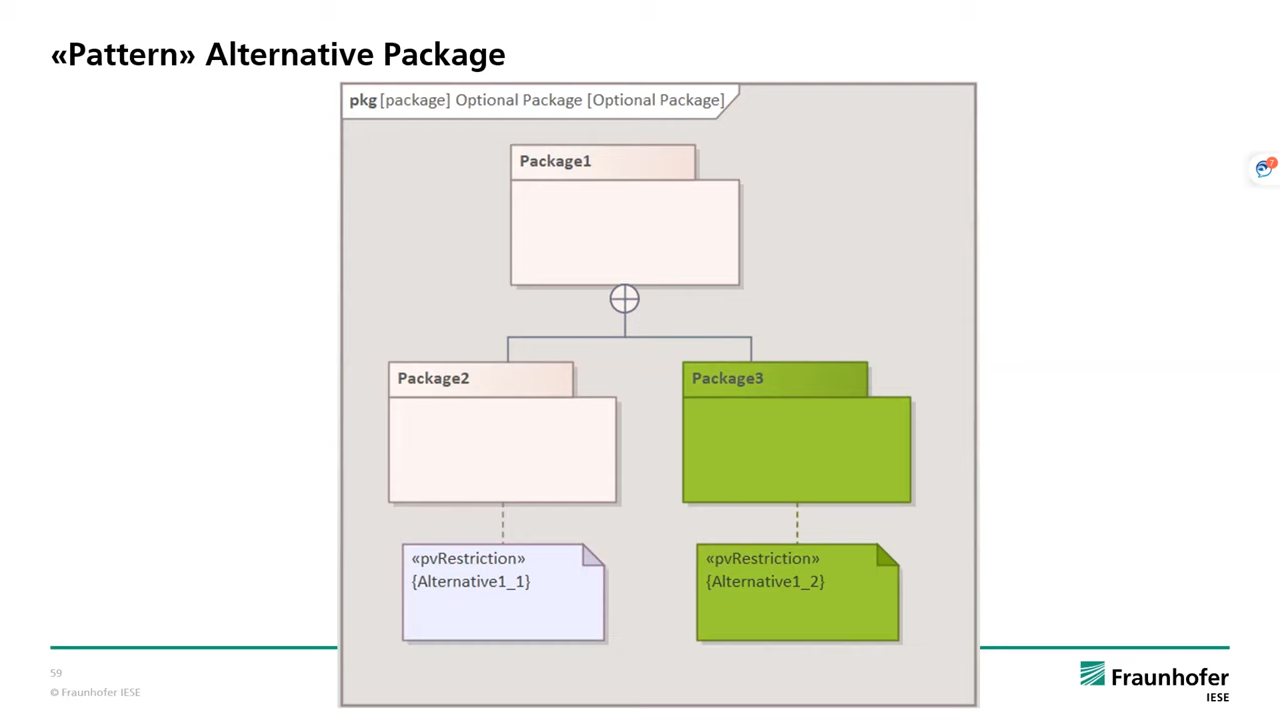 «Pattern» Alternative Package
pkg [package] Optional Package [Optional Package]
Package1
7
Package2
Package3
«pvRestriction»
{Alternative1_1}
«pvRestriction»
{Alternative1_2}
59
© Fraunhofer IESE
Fraunhofer
IESE